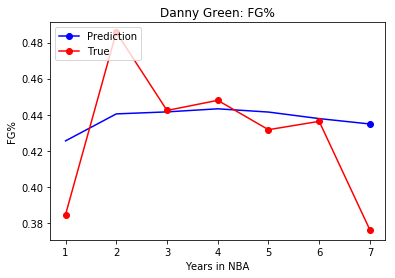 Danny Green: FG%
Prediction
True
0.48
0.46
0.44
0.42
0.40
0.38
FG%
1 2 3 4 5 6 7
Years in NBA